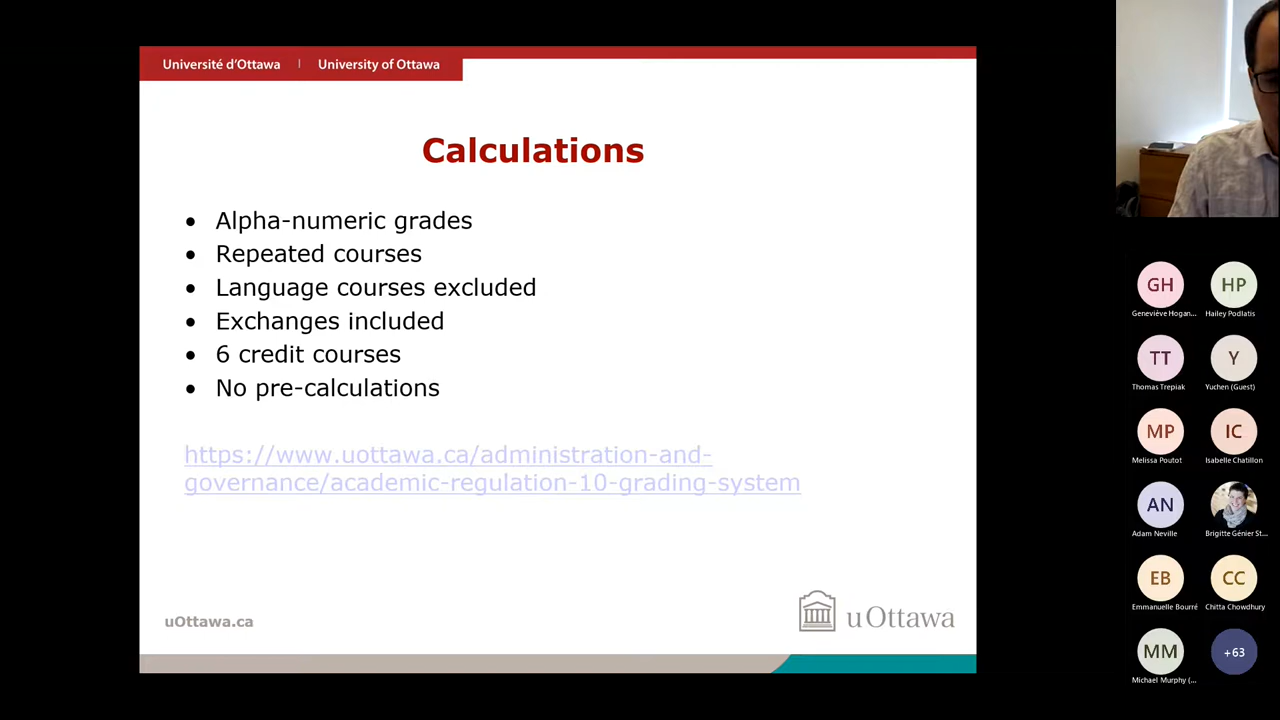 Université d'Ottawa | University of Ottawa
Calculations
• Alpha-numeric grades
• Repeated courses
• Language courses excluded
• Exchanges included
• 6 credit courses
• No pre-calculations
https://www.uottawa.ca/administration-and-
governance/academic-regulation-10-grading-system
uOttawa.ca
uOttawa
GH HP
Geneviève Hogan... Hailey Podlatis
TT Y
Thomas Trepiak Yuchen (Guest)
MP IC
Melissa Poutot Isabelle Chatillon
AN
Adam Neville Brigitte Génier St...
EB CC
Emmanuelle Bourré Chitta Chowdhury
MM +63
Michael Murphy (...